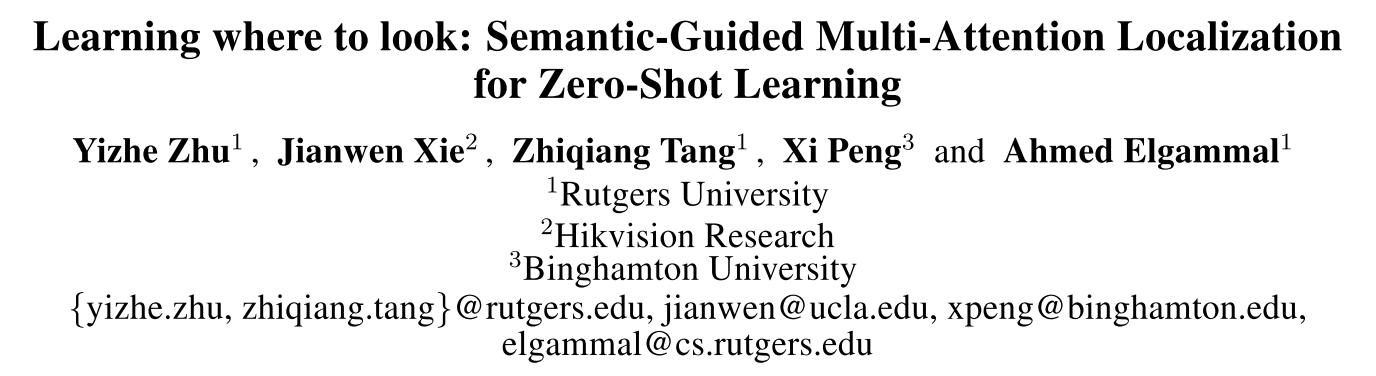 Learning where to look: Semantic-Guided Multi-Attention Localization
for Zero-Shot Learning
Yizhe Zhu¹ , Jianwen Xie² , Zhiqiang Tang¹ , Xi Peng³ and Ahmed Elgammal¹
¹Rutgers University
²Hikvision Research
³Binghamton University
{yizhe.zhu, zhiqiang.tang}@rutgers.edu, jianwen@ucla.edu, xpeng@binghamton.edu,
elgammal@cs.rutgers.edu